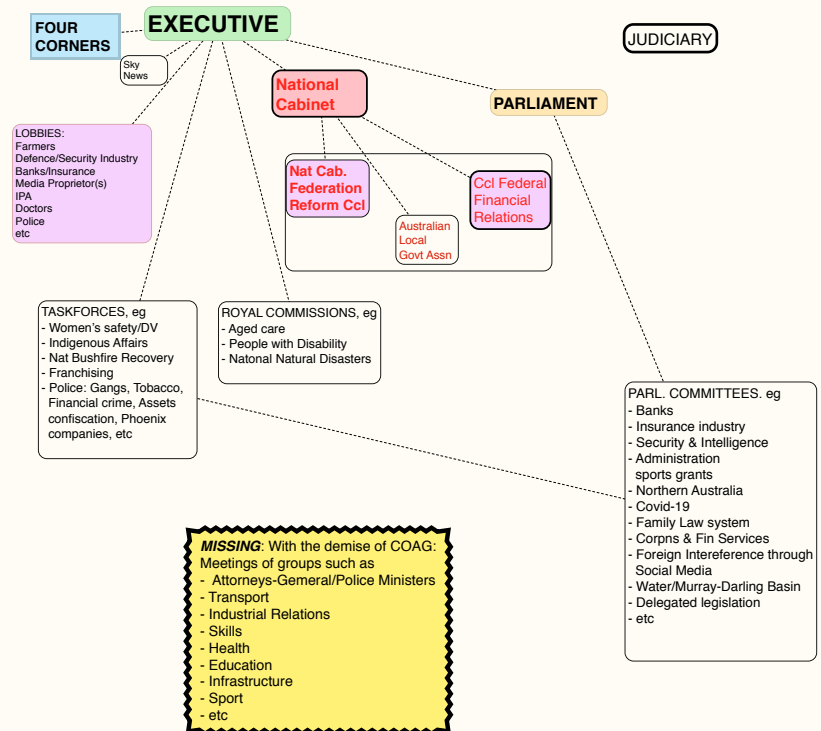 FOUR
CORNERS
EXECUTIVE
JUDICIARY
Sky
News
National
Cabinet
PARLIAMENT
LOBBIES:
Farmers
Defence/Security Industry
Banks/Insurance
Media Proprietor(s)
IPA
Doctors
Police
etc
Nat Cab.
Federation
Reform Ccl
Australian
Local
Govt Assn
Ccl Federal
Financial
Relations
TASKFORCES, eg
- Women's safety/DV
- Indigenous Affairs
- Nat Bushfire Recovery
- Franchising
- Police: Gangs, Tobacco,
Financial crime, Assets
confiscation, Phoenix
companies, etc
ROYAL COMMISSIONS, eg
- Aged care
- People with Disability
- Natonal Natural Disasters
PARL. COMMITTEES. eg
- Banks
- Insurance industry
- Security & Intelligence
- Administration
sports grants
- Northern Australia
- Covid-19
- Family Law system
- Corpns & Fin Services
- Foreign Intereference through
Social Media
- Water/Murray-Darling Basin
- Delegated legislation
- etc
MISSING: With the demise of COAG:
Meetings of groups such as
- Attorneys-Gemeral/Police Ministers
- Transport
- Industrial Relations
- Skills
- Health
- Education
- Infrastructure
- Sport
- etc